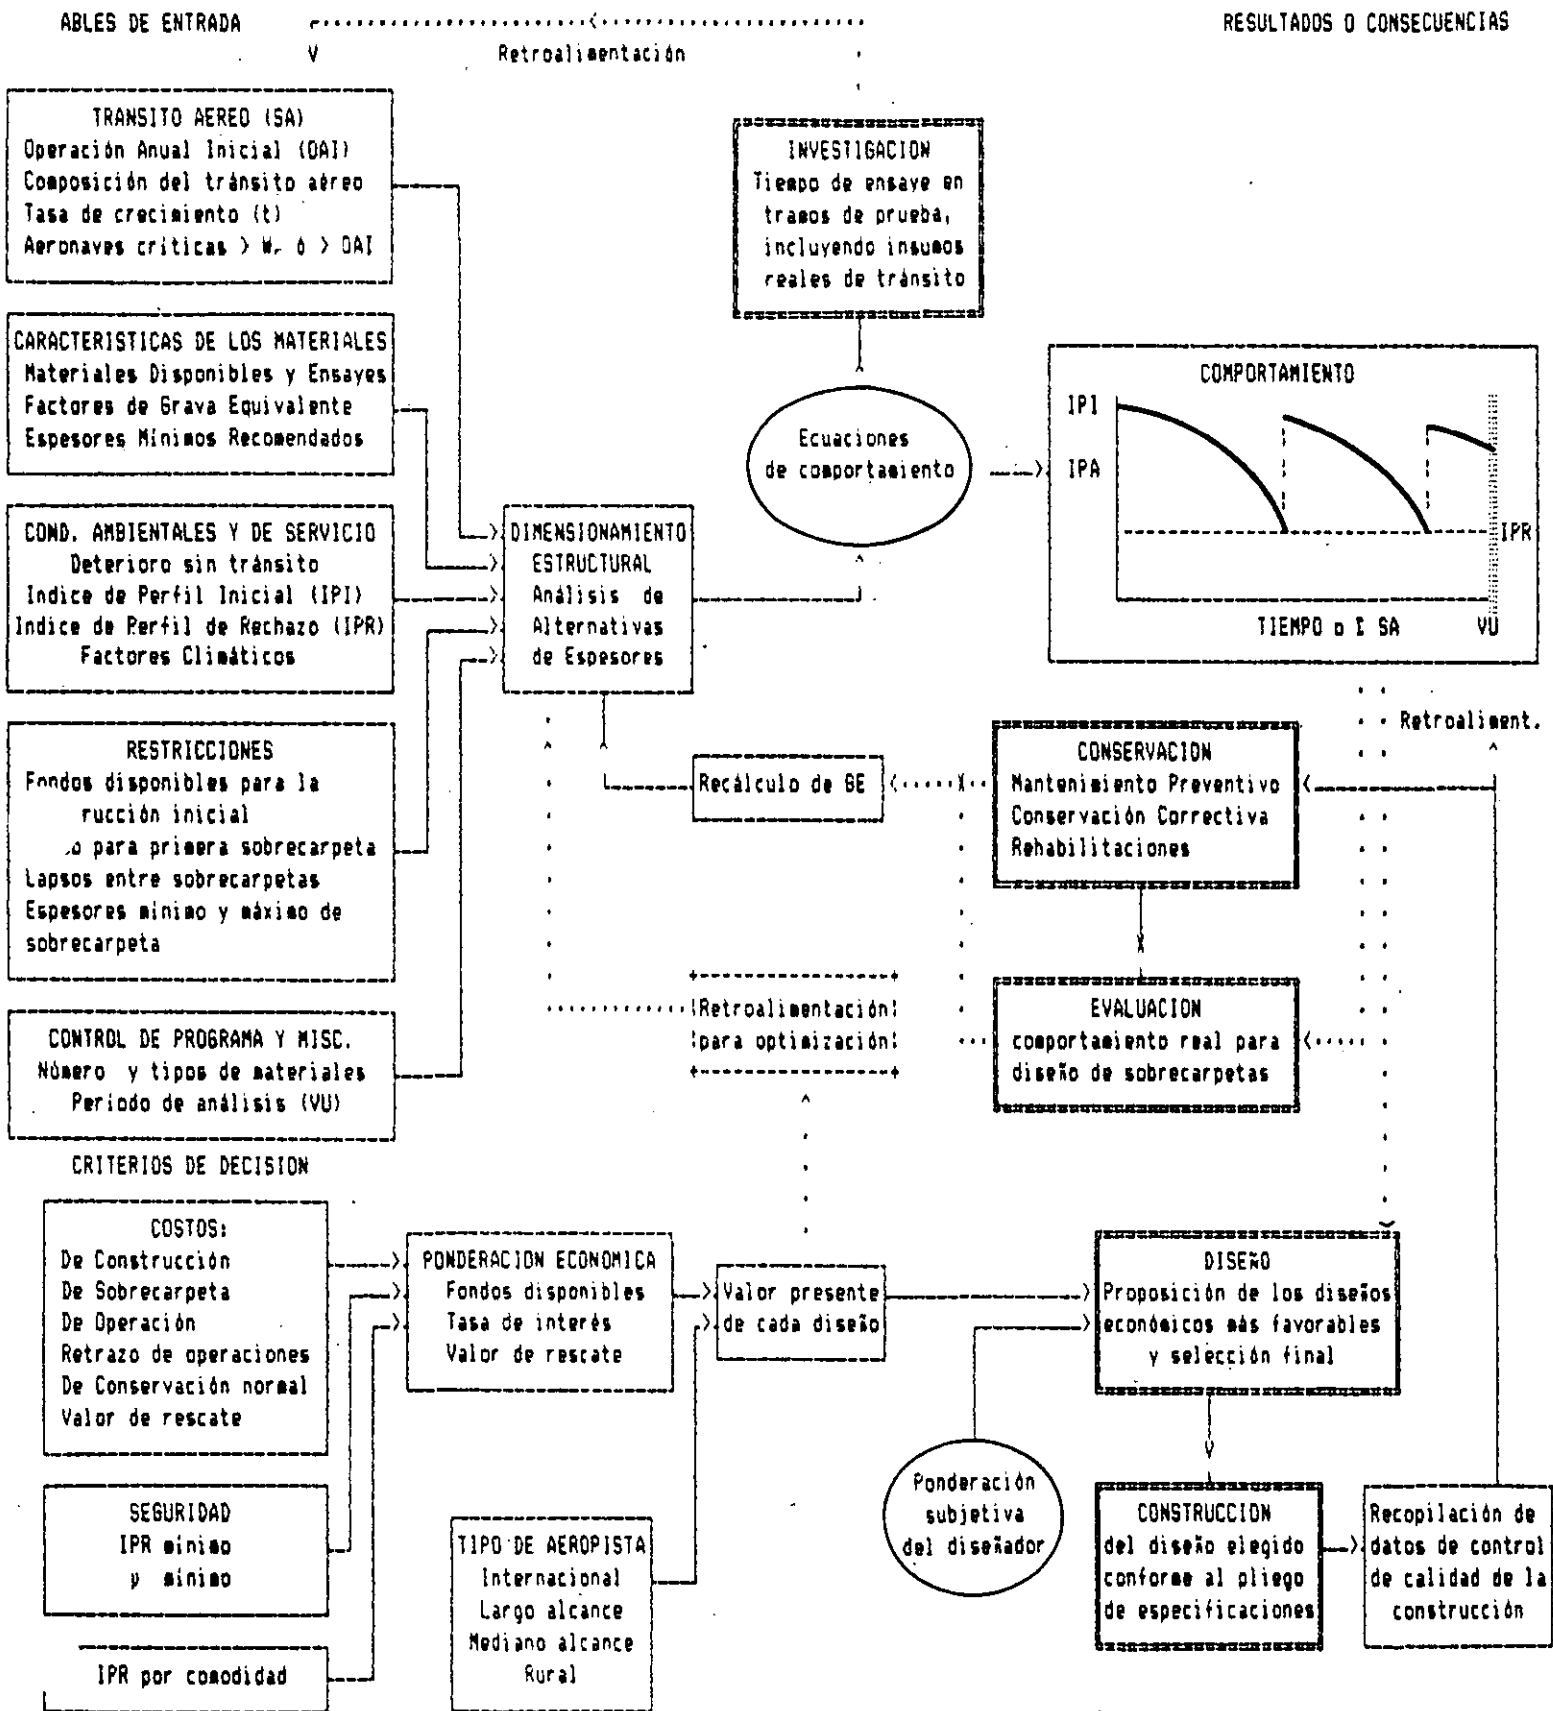 ABLES DE ENTRADA
RESULTADOS O CONSECUENCIAS
Retroalimentación
TRANSITO AEREO (SA)
Operación Anual Inicial (OAI)
Composición del tránsito aéreo
Tasa de crecimiento (t)
Aeronaves críticas > Wr ó > OAI
INVESTIGACION
Tiempo de ensaye en
tramos de prueba,
incluyendo insumos
reales de tránsito
CARACTERISTICAS DE LOS MATERIALES
Materiales Disponibles y Ensayes
Factores de Grava Equivalente
Espesores Mínimos Recomendados
Ecuaciones
de comportamiento
COMPORTAMIENTO
IPI
IPA
IPR
TIEMPO o Σ SA
VU
COND. AMBIENTALES Y DE SERVICIO
Deterioro sin tránsito
Indice de Perfil Inicial (IPI)
Indice de Perfil de Rechazo (IPR)
Factores Climáticos
DIMENSIONAMIENTO
ESTRUCTURAL
Análisis de
Alternativas
de Espesores
Retroaliment.
RESTRICCIONES
Fondos disponibles para la
rucción inicial
o para primera sobrecarpeta
Lapsos entre sobrecarpetas
Espesores mínimo y máximo de
sobrecarpeta
Recálculo de GE
CONSERVACION
Mantenimiento Preventivo
Conservación Correctiva
Rehabilitaciones
CONTROL DE PROGRAMA Y MISC.
Número y tipos de materiales
Periodo de análisis (VU)
Retroalimentación
para optimización
EVALUACION
comportamiento real para
diseño de sobrecarpetas
CRITERIOS DE DECISION
COSTOS:
De Construcción
De Sobrecarpeta
De Operación
Retrazo de operaciones
De Conservación normal
Valor de rescate
PONDERACION ECONOMICA
Fondos disponibles
Tasa de interés
Valor de rescate
Valor presente
de cada diseño
DISEÑO
Proposición de los diseños
económicos más favorables
y selección final
Ponderación
subjetiva
del diseñador
SEGURIDAD
IPR mínimo
μ mínimo
TIPO DE AEROPISTA
Internacional
Largo alcance
Mediano alcance
Rural
CONSTRUCCION
del diseño elegido
conforme al pliego
de especificaciones
Recopilación de
datos de control
de calidad de la
construcción
IPR por comodidad